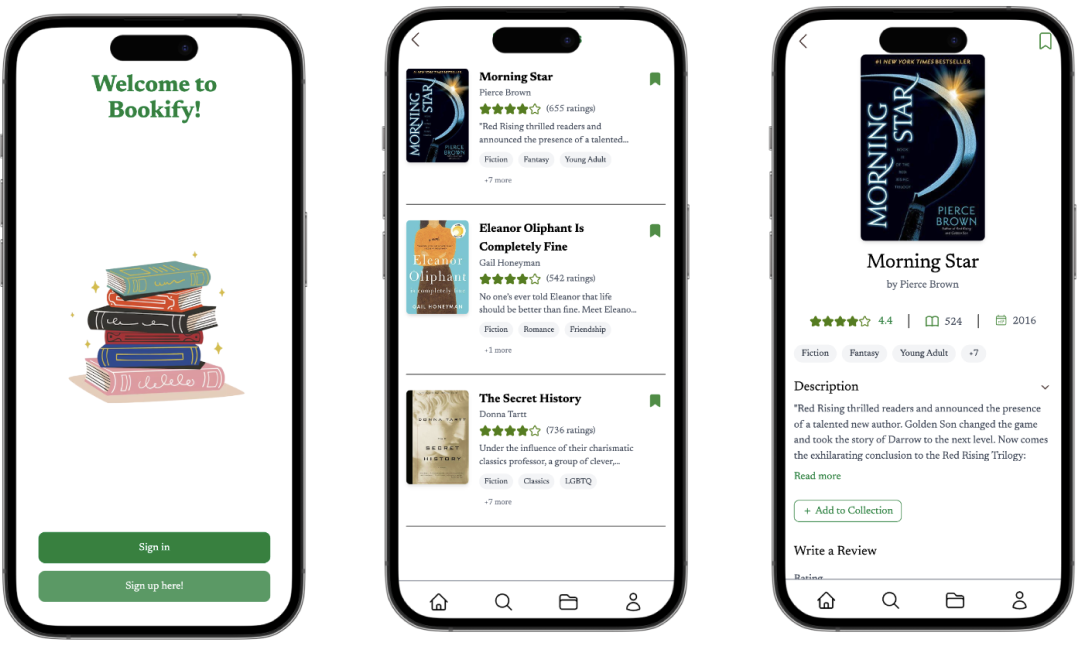 Welcome to
Bookify!
Sign in
Sign up here!
MORNING
STAR
PIERCE
BROWN
Morning Star
Pierce Brown
(655 ratings)
"Red Rising thrilled readers and
announced the presence of a talented...
Fiction Fantasy Young Adult
+7 more
Eleanor
Oliphant
is completely fine
GAIL HONEYMAN
Eleanor Oliphant Is
Completely Fine
Gail Honeyman
(542 ratings)
No one's ever told Eleanor that life
should be better than fine. Meet Eleano...
Fiction Romance Friendship
+1 more
DONNA TARTT
THE
SECRET
HISTORY
The Secret History
Donna Tartt
(736 ratings)
Under the influence of their charismatic
classics professor, a group of clever,...
Fiction Classics LGBTQ
+7 more
#1 NEW YORK TIMES BESTSELLER
MORNING
STAR
PIERCE
BROWN
Morning Star
by Pierce Brown
4.4 524 2016
Fiction Fantasy Young Adult +7
Description
"Red Rising thrilled readers and announced the presence
of a talented new author. Golden Son changed the game
and took the story of Darrow to the next level. Now comes
the exhilarating conclusion to the Red Rising Trilogy:
Read more
+ Add to Collection
Write a Review
Rating